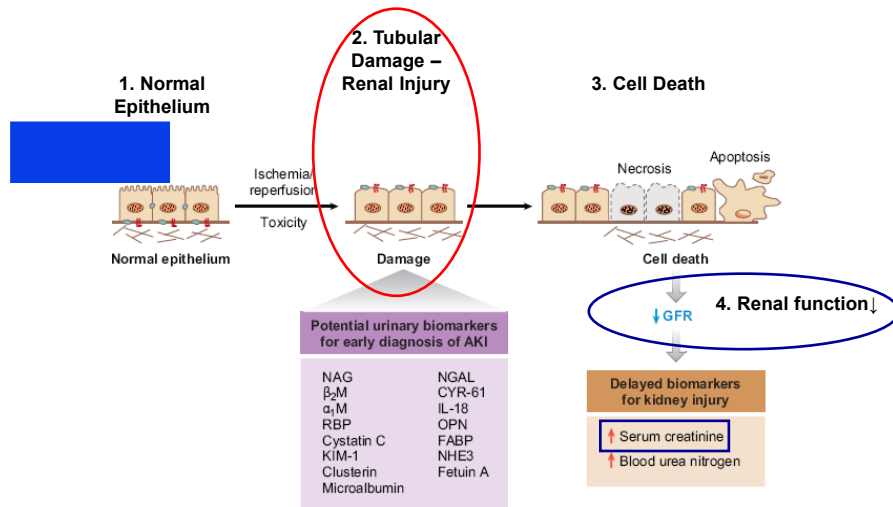 1. Normal
Epithelium
2. Tubular
Damage –
Renal Injury
3. Cell Death
Ischemia/
reperfusion
Toxicity
Necrosis
Apoptosis
Normal epithelium
Damage
Cell death
↓ GFR
4. Renal function↓
Potential urinary biomarkers
for early diagnosis of AKI
NAG
β₂M
α₁M
RBP
Cystatin C
KIM-1
Clusterin
Microalbumin
NGAL
CYR-61
IL-18
OPN
FABP
NHE3
Fetuin A
Delayed biomarkers
for kidney injury
↑ Serum creatinine
↑ Blood urea nitrogen